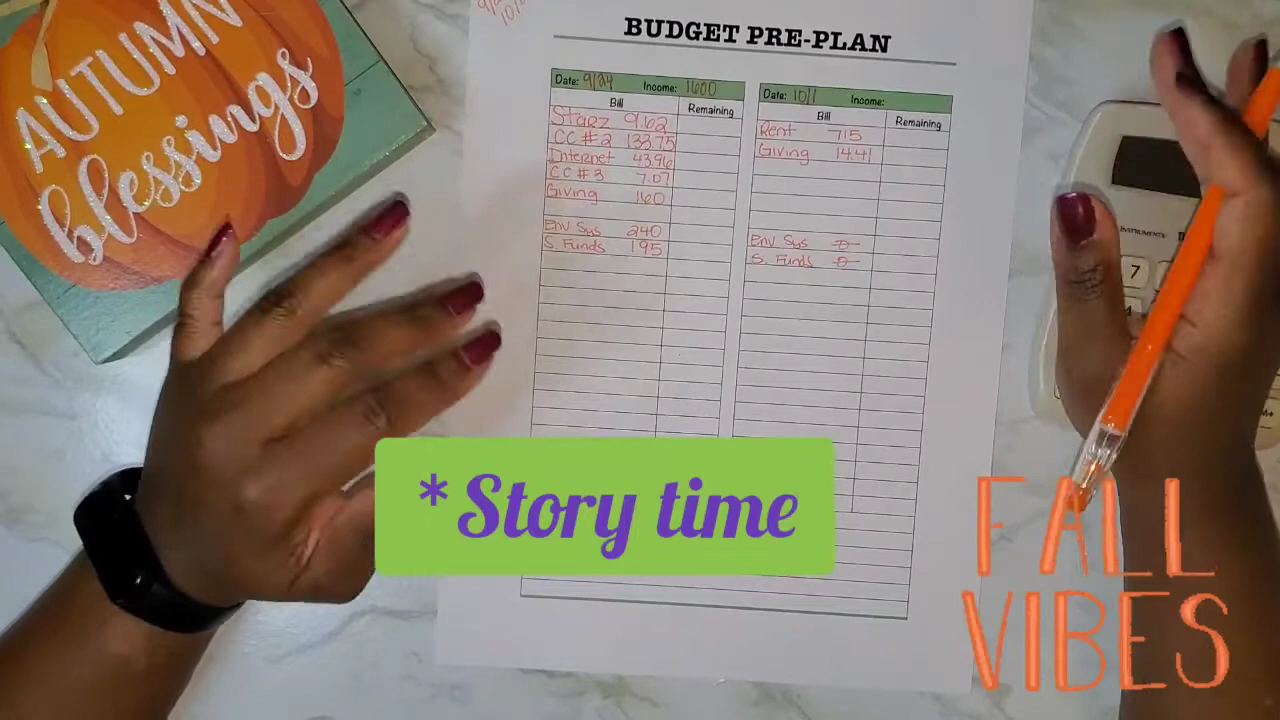 AUTUMN
blessings
BUDGET PRE-PLAN
Date: 9/24 Income: 1600
Bill Remaining
Starz 9.62
CC #2 133.75
Internet 43.96
CC #3 7.07
Giving 160
Env Sys 240
S. Funds 195
Date: 10/1 Income:
Bill Remaining
Rent 715
Giving 14.41
Env Sys -0-
S. Funds -0-
INSTRUMENTS
7
M+
*Story time
FALL
VIBES